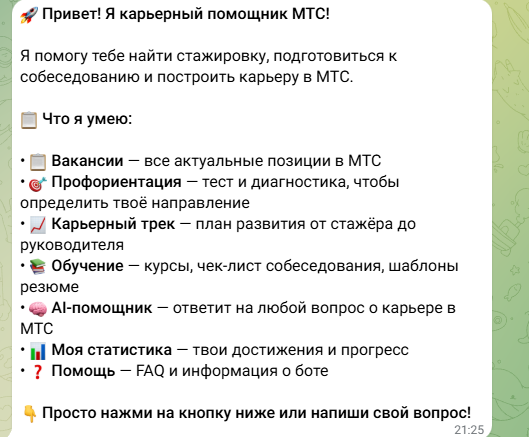 🚀 Привет! Я карьерный помощник МТС!
Я помогу тебе найти стажировку, подготовиться к
собеседованию и построить карьеру в МТС.
📋 Что я умею:
• 📋 Вакансии — все актуальные позиции в МТС
• 🎯 Профориентация — тест и диагностика, чтобы
определить твоё направление
• 📈 Карьерный трек — план развития от стажёра до
руководителя
• 📚 Обучение — курсы, чек-лист собеседования, шаблоны
резюме
• 🧠 AI-помощник — ответит на любой вопрос о карьере в
МТС
• 📊 Моя статистика — твои достижения и прогресс
• ❓ Помощь — FAQ и информация о боте
👇 Просто нажми на кнопку ниже или напиши свой вопрос!
21:25